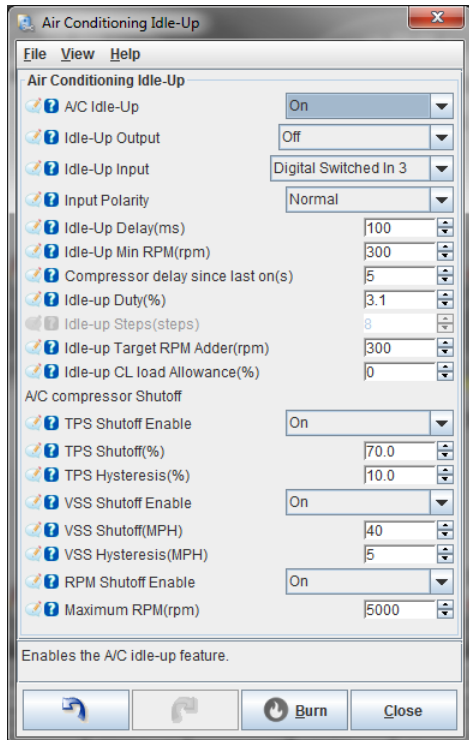 Air Conditioning Idle-Up
File View Help
Air Conditioning Idle-Up
A/C Idle-Up On
Idle-Up Output Off
Idle-Up Input Digital Switched In 3
Input Polarity Normal
Idle-Up Delay(ms) 100
Idle-Up Min RPM(rpm) 300
Compressor delay since last on(s) 5
Idle-up Duty(%) 3.1
Idle-up Steps(steps) 8
Idle-up Target RPM Adder(rpm) 300
Idle-up CL load Allowance(%) 0
A/C compressor Shutoff
TPS Shutoff Enable On
TPS Shutoff(%) 70.0
TPS Hysteresis(%) 10.0
VSS Shutoff Enable On
VSS Shutoff(MPH) 40
VSS Hysteresis(MPH) 5
RPM Shutoff Enable On
Maximum RPM(rpm) 5000
Enables the A/C idle-up feature.
Burn Close